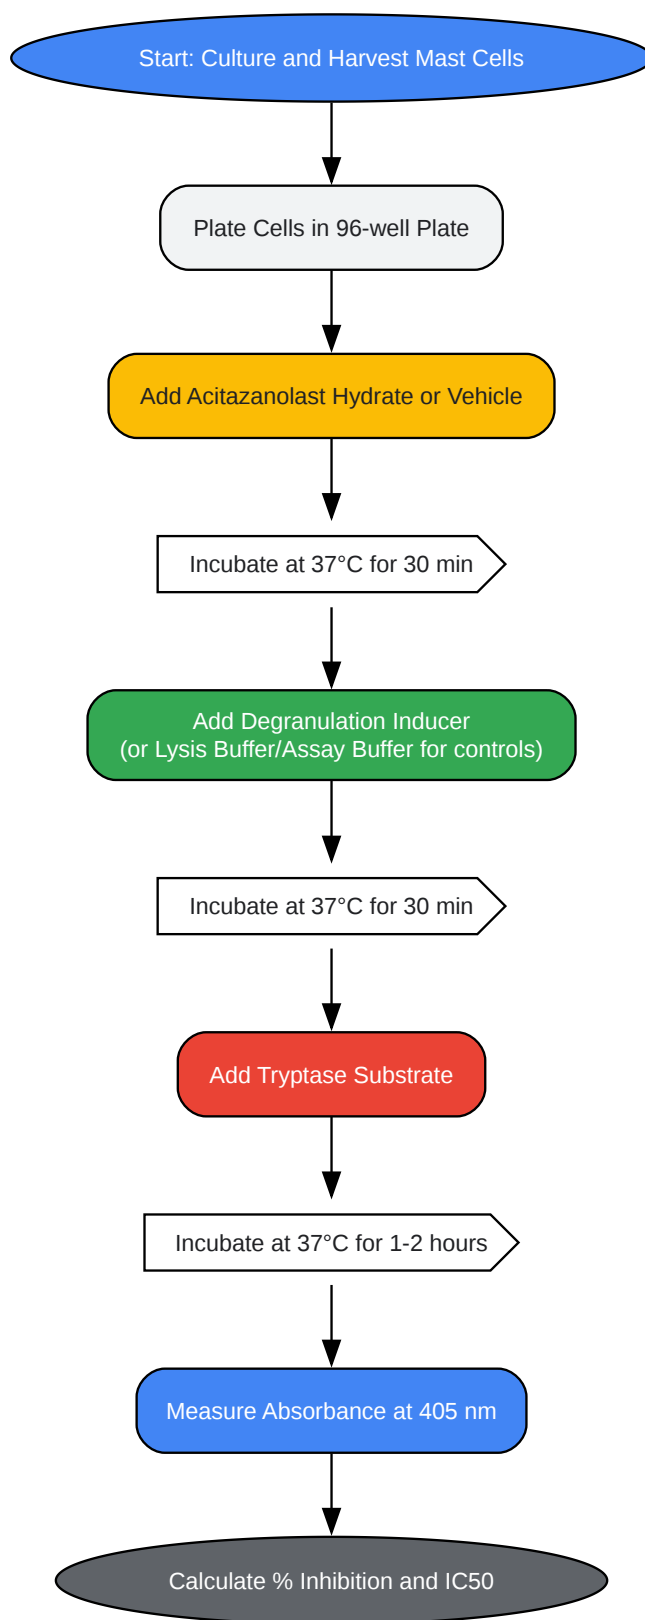 Start: Culture and Harvest Mast Cells
Plate Cells in 96-well Plate
Add Acitazanolast Hydrate or Vehicle
Incubate at 37°C for 30 min
Add Degranulation Inducer
(or Lysis Buffer/Assay Buffer for controls)
Incubate at 37°C for 30 min
Add Tryptase Substrate
Incubate at 37°C for 1-2 hours
Measure Absorbance at 405 nm
Calculate % Inhibition and IC50